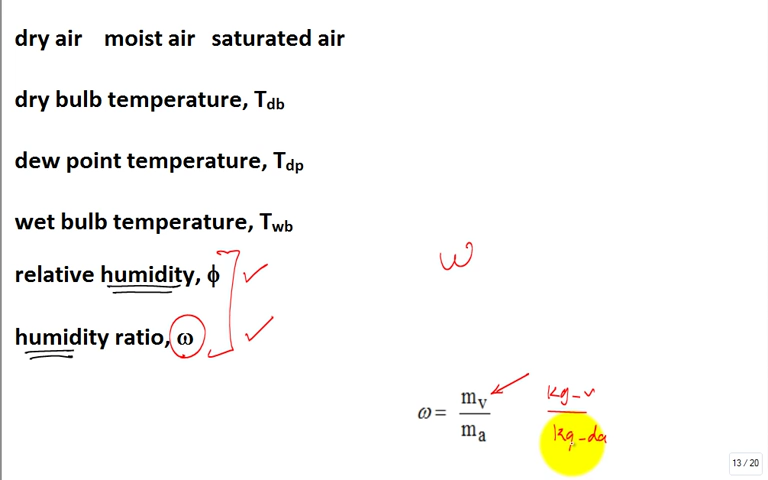 dry air moist air saturated air
dry bulb temperature, Tdb
dew point temperature, Tdp
wet bulb temperature, Twb
relative humidity, ϕ
ω
humidity ratio, ω
ω = mv / ma kg-v / kg-da
13 / 20